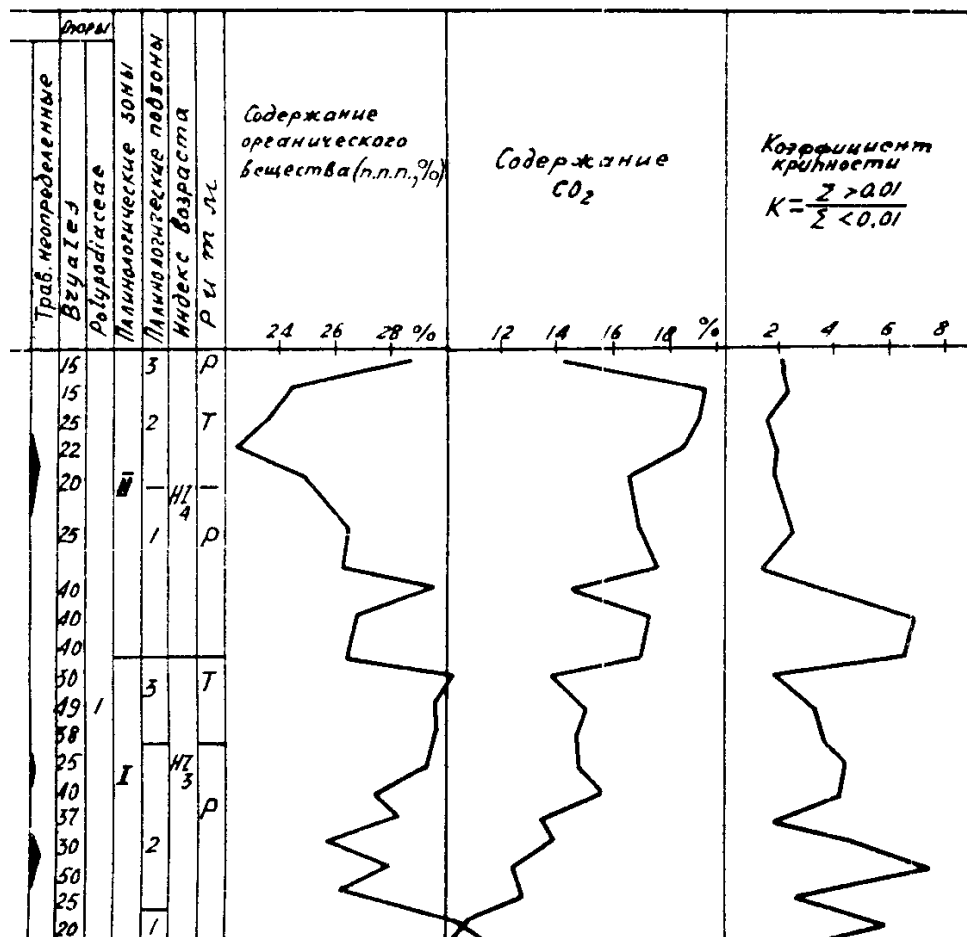 Споры
Трав. неопределенные
Bryales
Polypodiaceae
Палинологические зоны
Палинологические подзоны
Индекс возраста
Ритм
Содержание
органического
вещества (п.п.п., %)
Содержание
CO2
Коэффициент
крупности
K = Σ >0.01
Σ <0.01
24 26 28 % 12 14 16 18 % 2 4 6 8
16 3 Р
15
25 2 Т
22
20 III — HI4 —
25 1 Р
40
40
40
50 3 Т
49 1
38
25 I HI3
40 Р
37
30 2
50
25
20 1